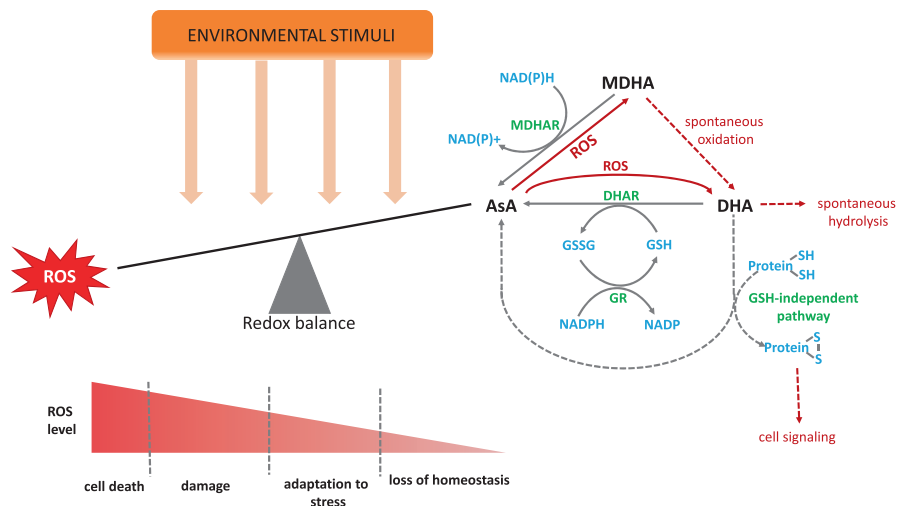 ENVIRONMENTAL STIMULI
NAD(P)H
MDHA
MDHAR
spontaneous
oxidation
NAD(P)+
ROS
ROS
AsA
DHAR
DHA
spontaneous
hydrolysis
GSSG
GSH
GR
NADPH
NADP
Protein
SH
SH
GSH-independent
pathway
Protein
S
S
cell signaling
ROS
Redox balance
ROS
level
cell death
damage
adaptation to
stress
loss of homeostasis